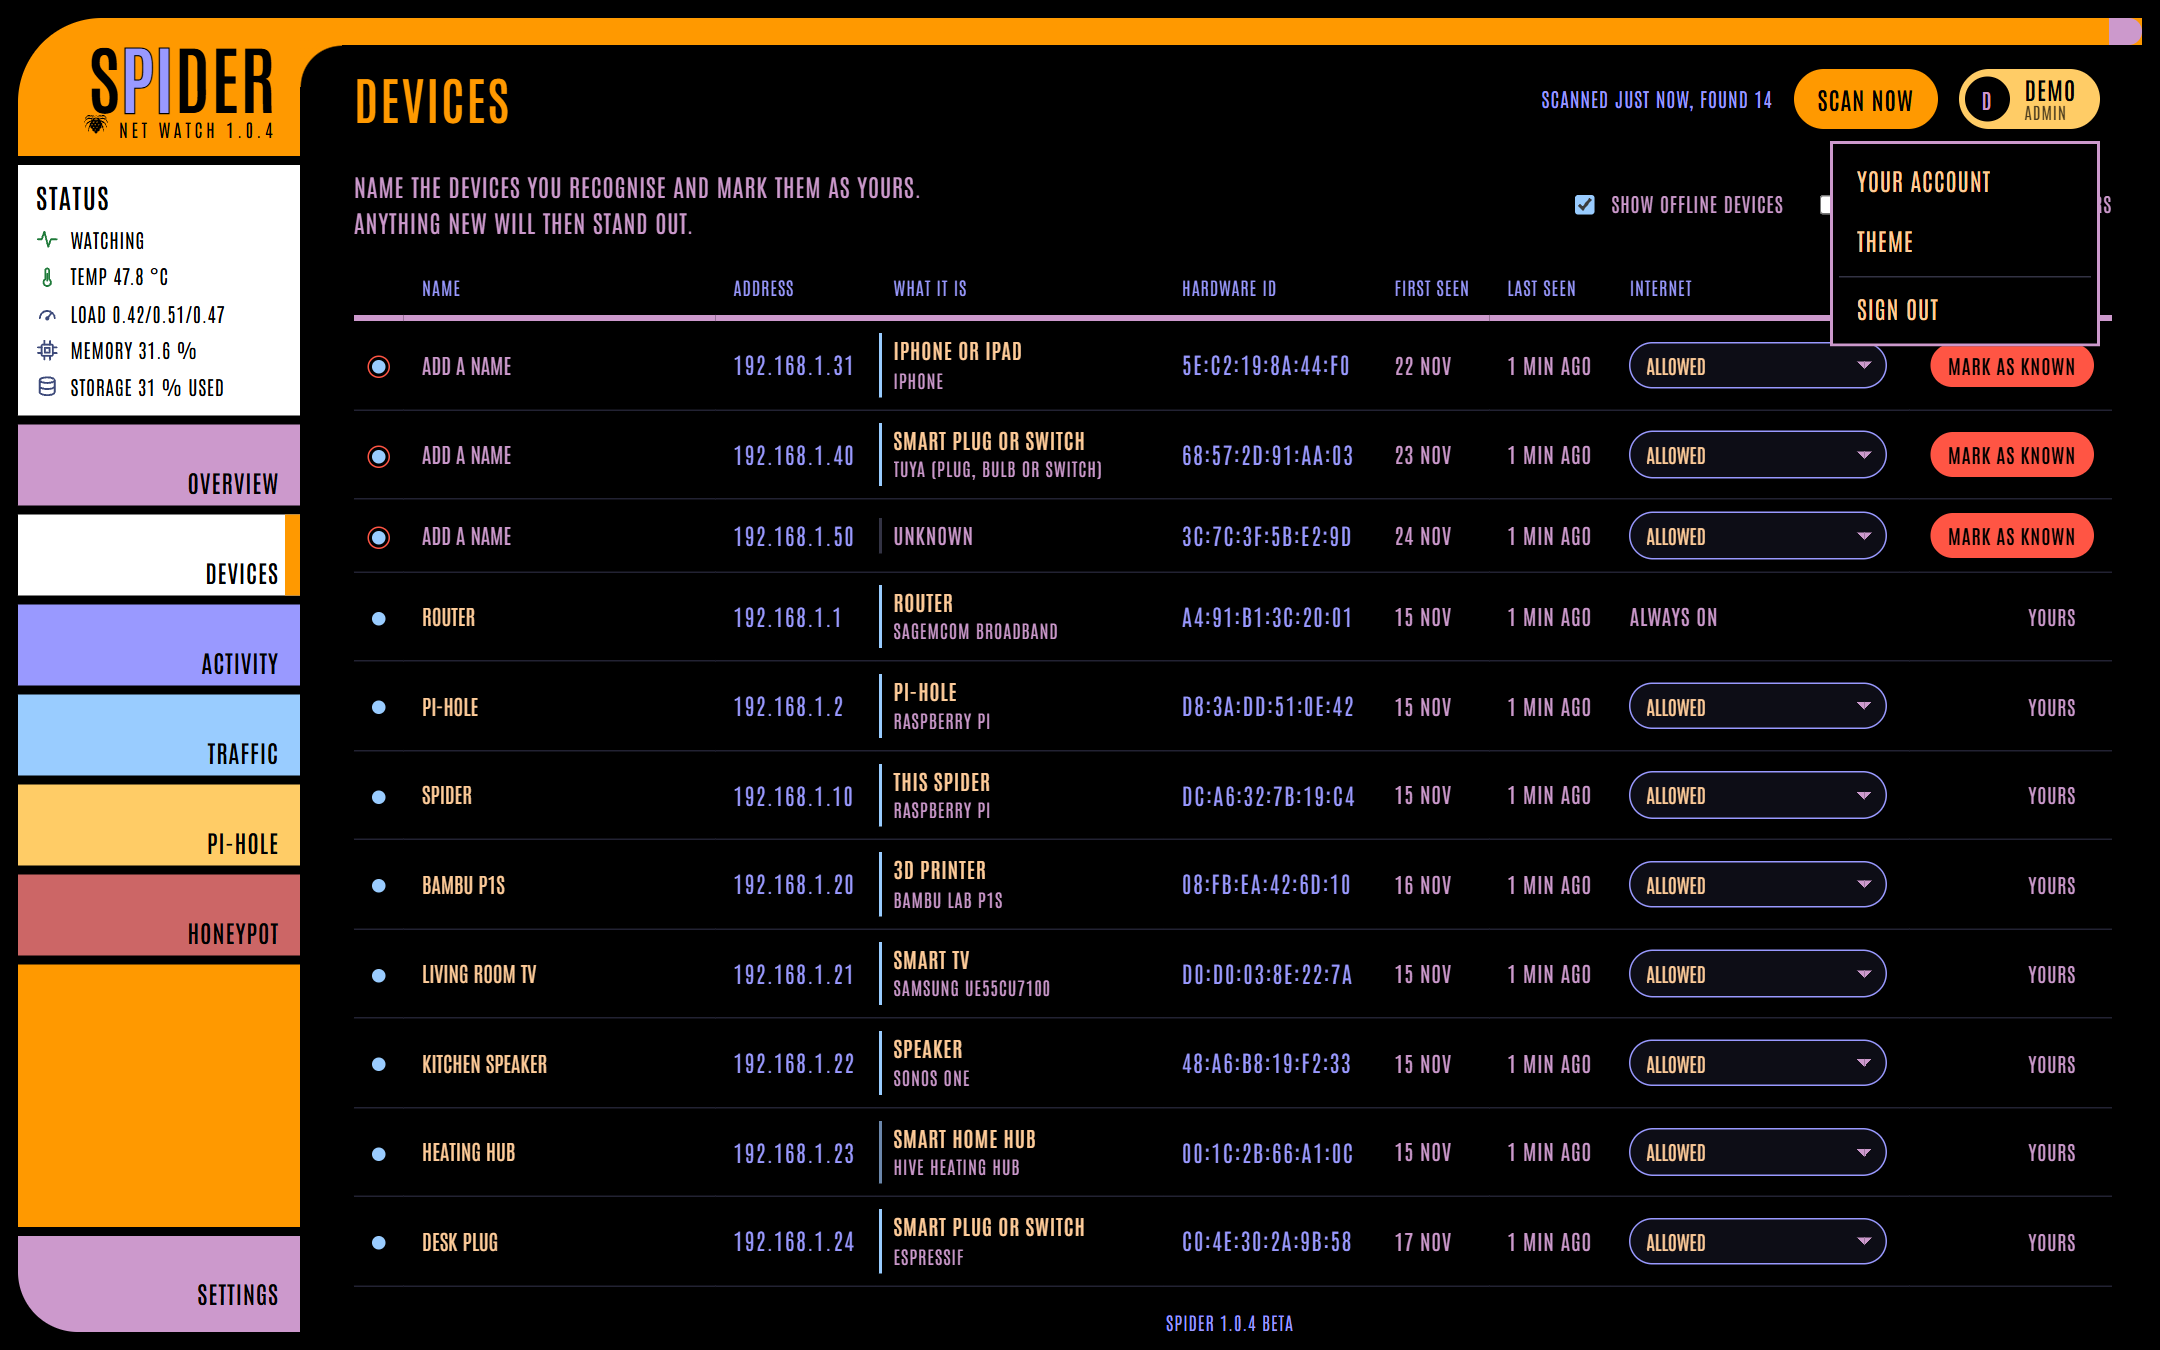 SPIDER
NET WATCH 1.0.4
STATUS
WATCHING
TEMP 47.8 °C
LOAD 0.42/0.51/0.47
MEMORY 31.6 %
STORAGE 31 % USED
OVERVIEW
DEVICES
ACTIVITY
TRAFFIC
PI-HOLE
HONEYPOT
SETTINGS
DEVICES
SCANNED JUST NOW, FOUND 14
SCAN NOW
D
DEMO
ADMIN
YOUR ACCOUNT
THEME
SIGN OUT
NAME THE DEVICES YOU RECOGNISE AND MARK THEM AS YOURS.
ANYTHING NEW WILL THEN STAND OUT.
SHOW OFFLINE DEVICES
NAME ADDRESS WHAT IT IS HARDWARE ID FIRST SEEN LAST SEEN INTERNET
ADD A NAME 192.168.1.31 IPHONE OR IPAD 5E:C2:19:8A:44:F0 22 NOV 1 MIN AGO ALLOWED MARK AS KNOWN
IPHONE
ADD A NAME 192.168.1.40 SMART PLUG OR SWITCH 68:57:2D:91:AA:03 23 NOV 1 MIN AGO ALLOWED MARK AS KNOWN
TUYA (PLUG, BULB OR SWITCH)
ADD A NAME 192.168.1.50 UNKNOWN 3C:7C:3F:5B:E2:9D 24 NOV 1 MIN AGO ALLOWED MARK AS KNOWN
ROUTER 192.168.1.1 ROUTER A4:91:B1:3C:20:01 15 NOV 1 MIN AGO ALWAYS ON YOURS
SAGEMCOM BROADBAND
PI-HOLE 192.168.1.2 PI-HOLE D8:3A:DD:51:0E:42 15 NOV 1 MIN AGO ALLOWED YOURS
RASPBERRY PI
SPIDER 192.168.1.10 THIS SPIDER DC:A6:32:7B:19:C4 15 NOV 1 MIN AGO ALLOWED YOURS
RASPBERRY PI
BAMBU P1S 192.168.1.20 3D PRINTER 08:FB:EA:42:6D:10 16 NOV 1 MIN AGO ALLOWED YOURS
BAMBU LAB P1S
LIVING ROOM TV 192.168.1.21 SMART TV D0:D0:03:8E:22:7A 15 NOV 1 MIN AGO ALLOWED YOURS
SAMSUNG UE55CU7100
KITCHEN SPEAKER 192.168.1.22 SPEAKER 48:A6:B8:19:F2:33 15 NOV 1 MIN AGO ALLOWED YOURS
SONOS ONE
HEATING HUB 192.168.1.23 SMART HOME HUB 00:1C:2B:66:A1:0C 15 NOV 1 MIN AGO ALLOWED YOURS
HIVE HEATING HUB
DESK PLUG 192.168.1.24 SMART PLUG OR SWITCH C0:4E:30:2A:9B:58 17 NOV 1 MIN AGO ALLOWED YOURS
ESPRESSIF
SPIDER 1.0.4 BETA